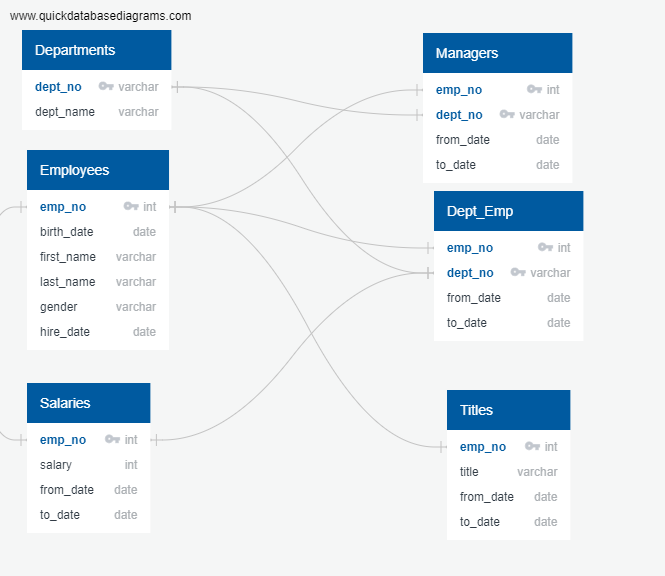 www.quickdatabasediagrams.com
Departments
dept_no varchar
dept_name varchar
Employees
emp_no int
birth_date date
first_name varchar
last_name varchar
gender varchar
hire_date date
Salaries
emp_no int
salary int
from_date date
to_date date
Managers
emp_no int
dept_no varchar
from_date date
to_date date
Dept_Emp
emp_no int
dept_no varchar
from_date date
to_date date
Titles
emp_no int
title varchar
from_date date
to_date date